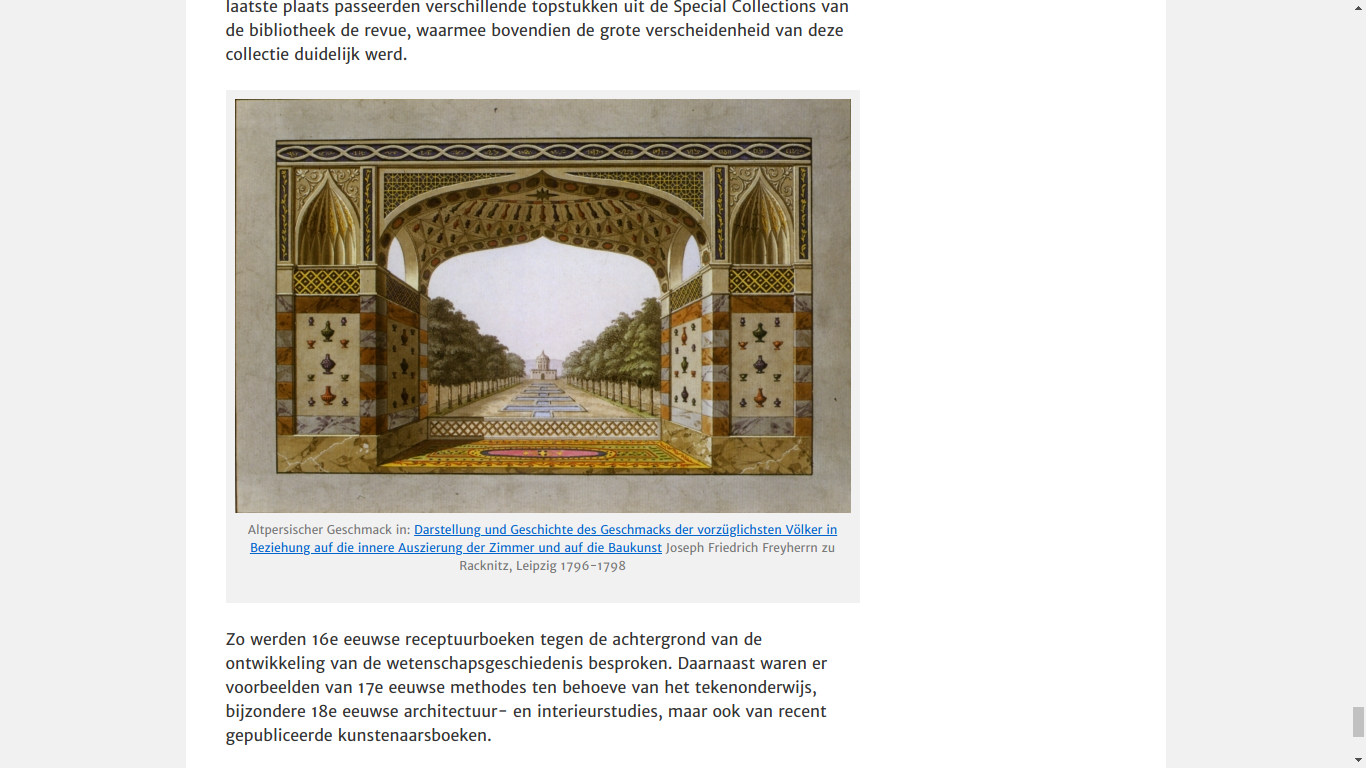 laatste plaats passeerden verschillende topstukken uit de Special Collections van
de bibliotheek de revue, waarmee bovendien de grote verscheidenheid van deze
collectie duidelijk werd.
Altpersischer Geschmack in: Darstellung und Geschichte des Geschmacks der vorzüglichsten Völker in
Beziehung auf die innere Auszierung der Zimmer und auf die Baukunst Joseph Friedrich Freyherrn zu
Racknitz, Leipzig 1796-1798
Zo werden 16e eeuwse receptuurboeken tegen de achtergrond van de
ontwikkeling van de wetenschapsgeschiedenis besproken. Daarnaast waren er
voorbeelden van 17e eeuwse methodes ten behoeve van het tekenonderwijs,
bijzondere 18e eeuwse architectuur- en interieurstudies, maar ook van recent
gepubliceerde kunstenaarsboeken.